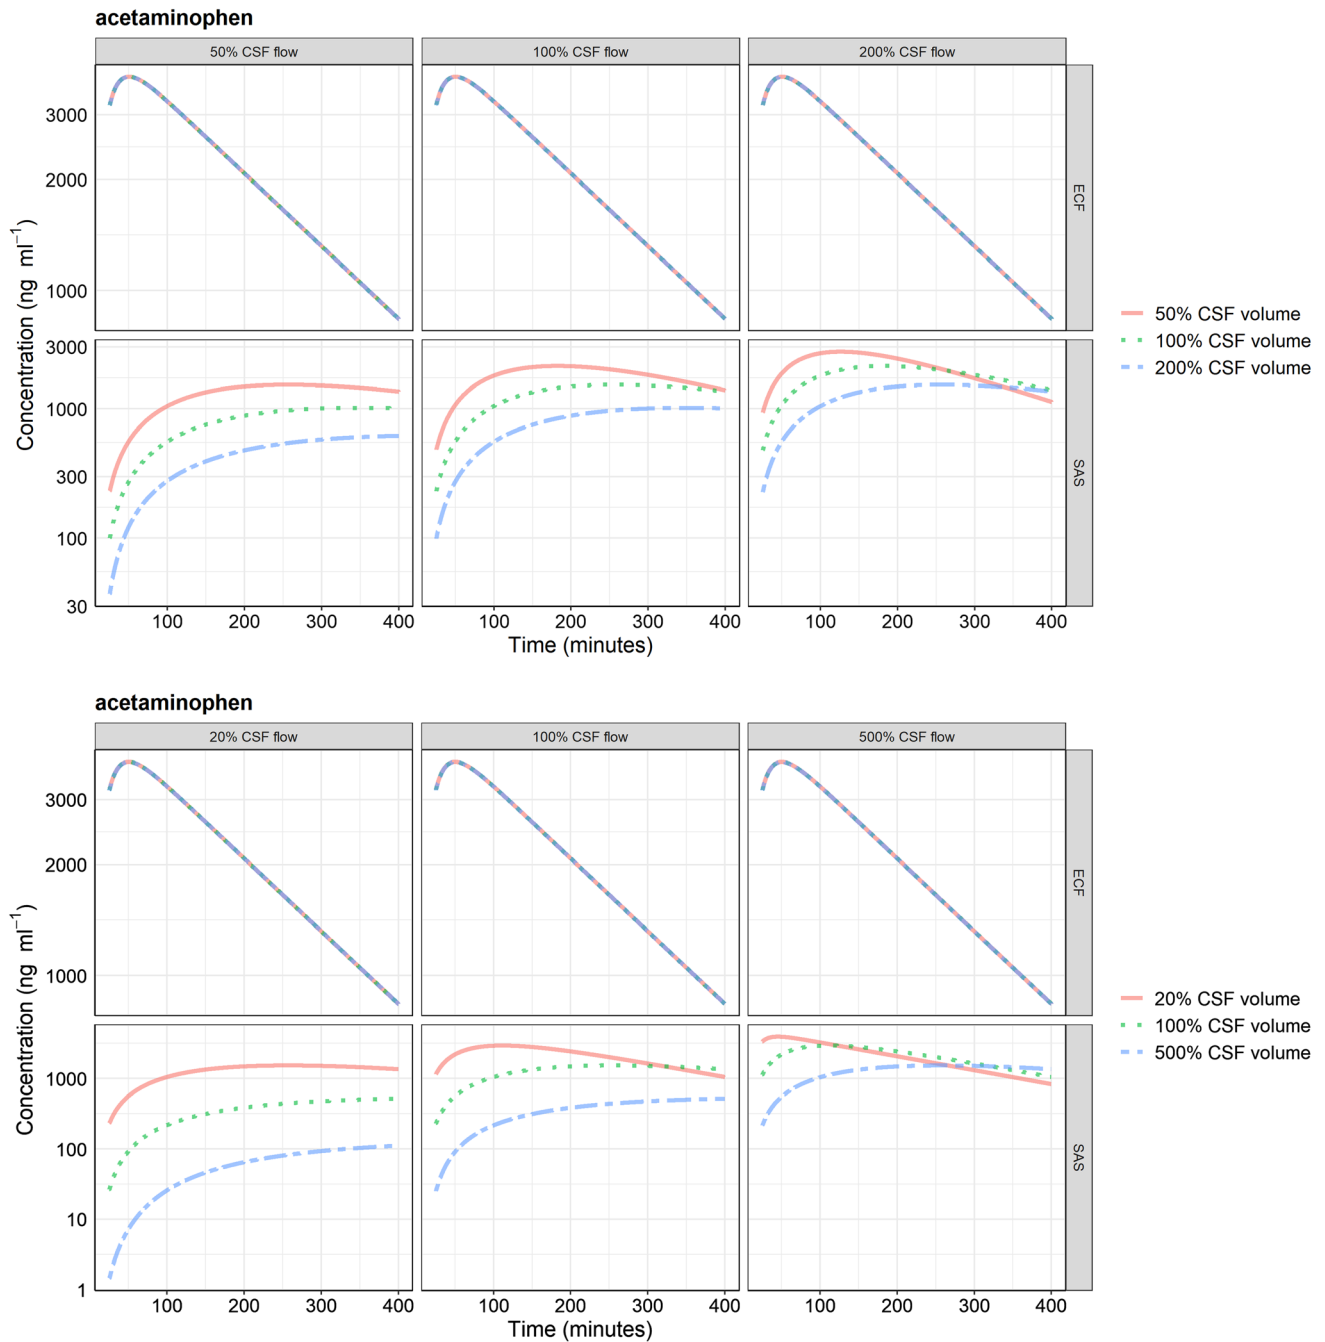 acetaminophen
50% CSF flow 100% CSF flow 200% CSF flow
3000
2000
1000
ECF
Concentration (ng ml⁻¹)
3000
1000
300
100
30
SAS
100 200 300 400 100 200 300 400 100 200 300 400
Time (minutes)
50% CSF volume
100% CSF volume
200% CSF volume
acetaminophen
20% CSF flow 100% CSF flow 500% CSF flow
3000
2000
1000
ECF
Concentration (ng ml⁻¹)
1000
100
10
1
SAS
100 200 300 400 100 200 300 400 100 200 300 400
Time (minutes)
20% CSF volume
100% CSF volume
500% CSF volume